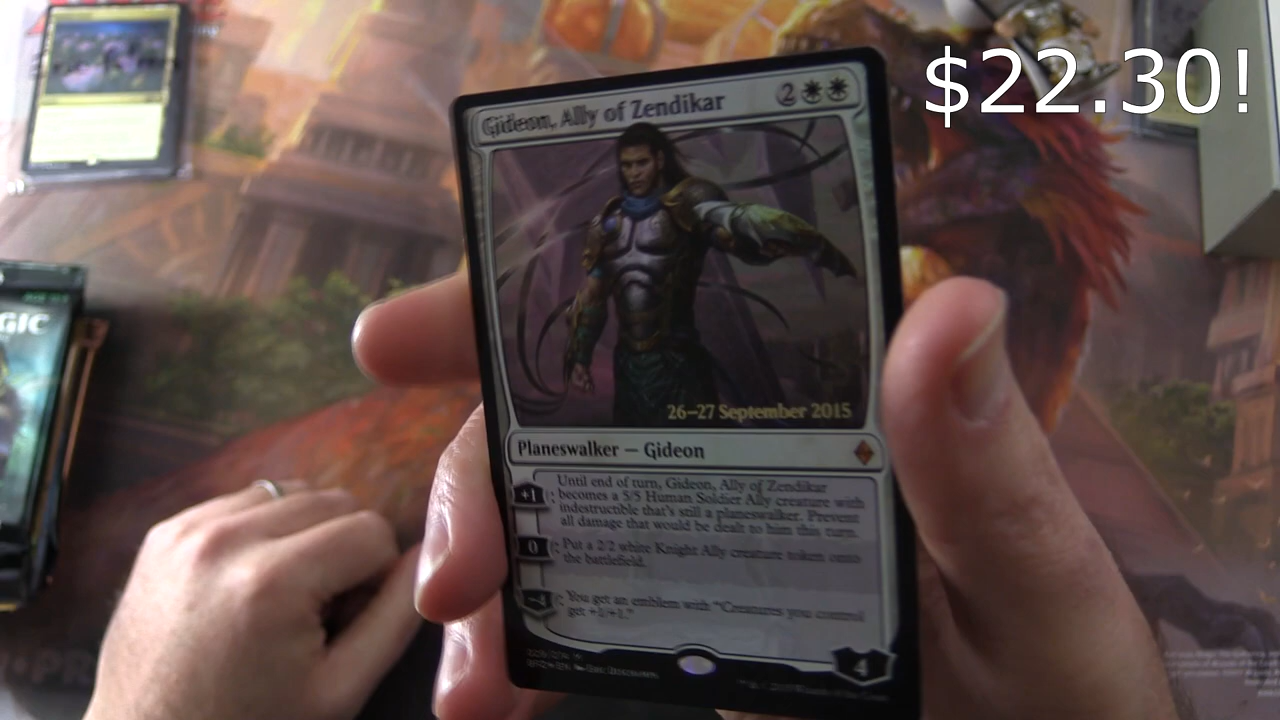 $22.30!
Gideon, Ally of Zendikar 2
26–27 September 2015
Planeswalker — Gideon
+1: Until end of turn, Gideon, Ally of Zendikar
becomes a 5/5 Human Soldier Ally creature with
indestructible that's still a planeswalker. Prevent
all damage that would be dealt to him this turn.
0: Put a 2/2 white Knight Ally creature token onto
the battlefield.
-4: You get an emblem with "Creatures you control
get +1/+1."
4
GIC